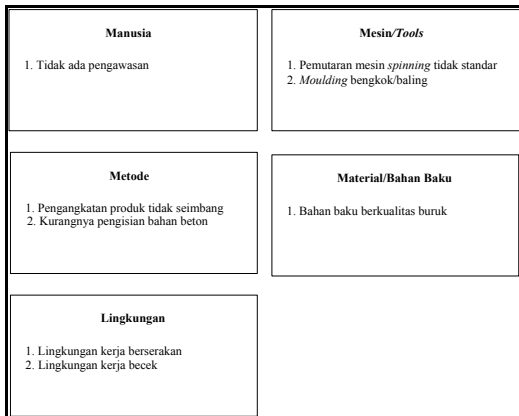 Manusia
1. Tidak ada pengawasan
Mesin/Tools
1. Pemutaran mesin spinning tidak standar
2. Moulding bengkok/baling
Metode
1. Pengangkatan produk tidak seimbang
2. Kurangnya pengisian bahan beton
Material/Bahan Baku
1. Bahan baku berkualitas buruk
Lingkungan
1. Lingkungan kerja berserakan
2. Lingkungan kerja becek